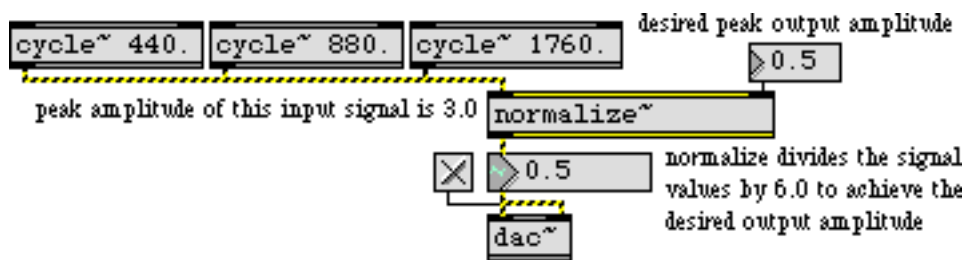 desired peak output amplitude
cycle~ 440.
cycle~ 880.
cycle~ 1760.
0.5
peak amplitude of this input signal is 3.0
normalize~
0.5
normalize divides the signal
values by 6.0 to achieve the
desired output amplitude
dac~